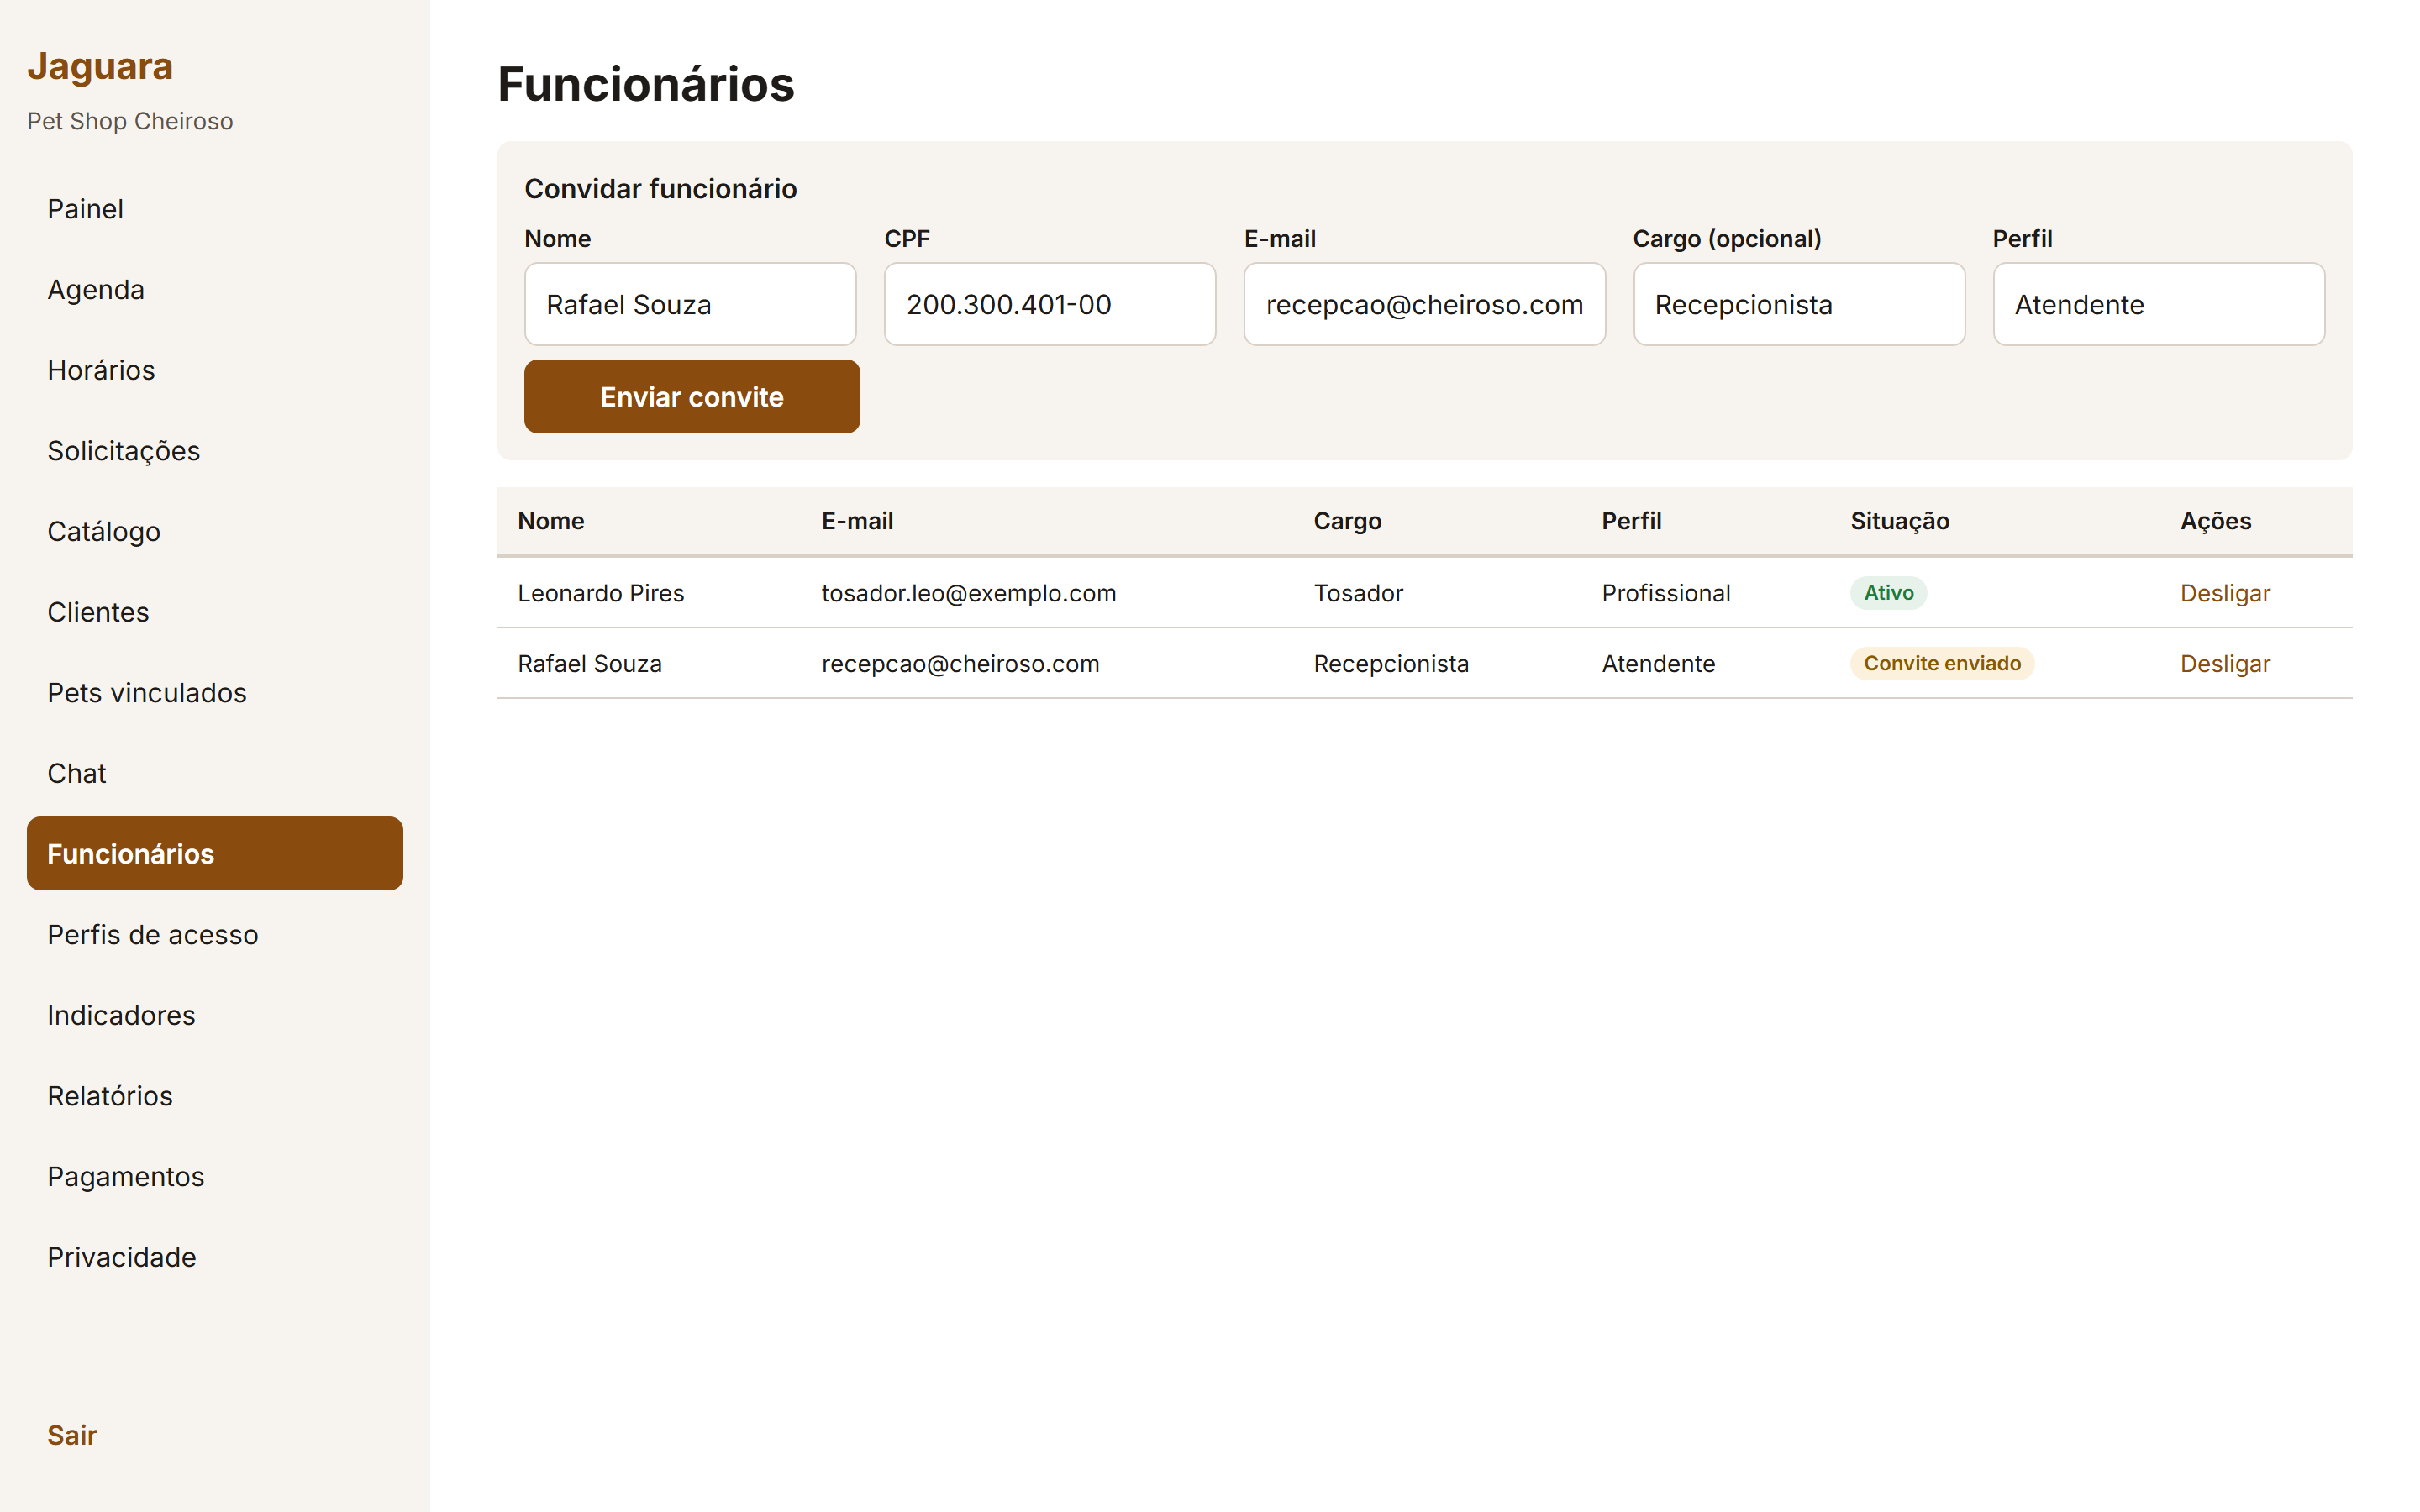 Jaguara
Pet Shop Cheiroso
Painel
Agenda
Horários
Solicitações
Catálogo
Clientes
Pets vinculados
Chat
Funcionários
Perfis de acesso
Indicadores
Relatórios
Pagamentos
Privacidade
Sair
Funcionários
Convidar funcionário
Nome CPF E-mail Cargo (opcional) Perfil
Rafael Souza 200.300.401-00 recepcao@cheiroso.com Recepcionista Atendente
Enviar convite
Nome E-mail Cargo Perfil Situação Ações
Leonardo Pires tosador.leo@exemplo.com Tosador Profissional Ativo Desligar
Rafael Souza recepcao@cheiroso.com Recepcionista Atendente Convite enviado Desligar